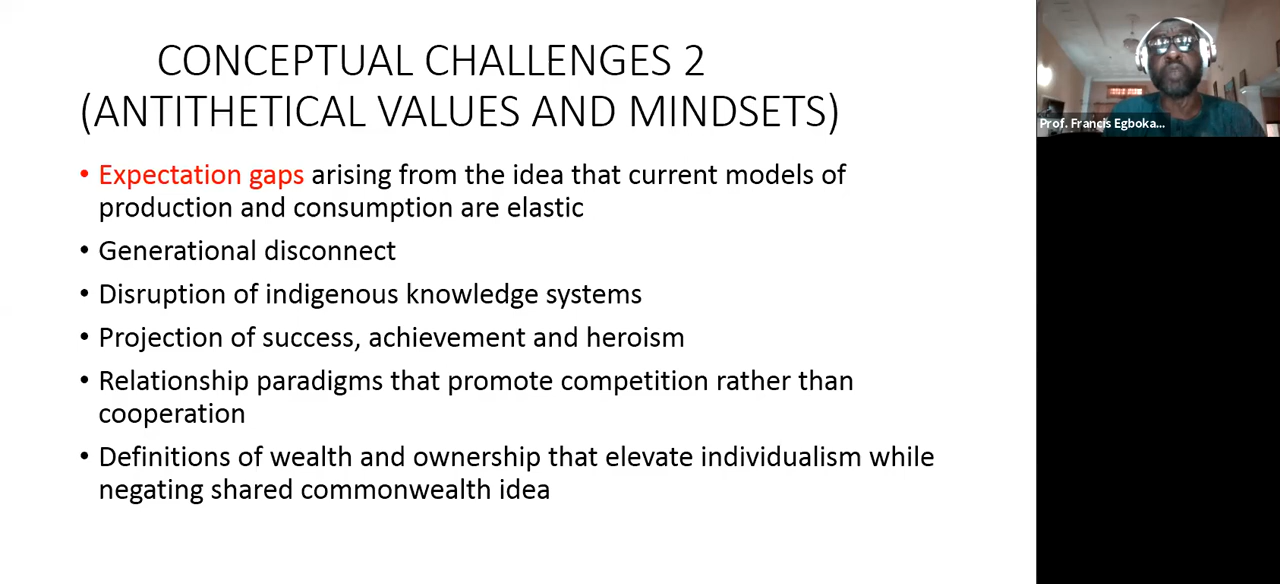 CONCEPTUAL CHALLENGES 2
(ANTITHETICAL VALUES AND MINDSETS)
• Expectation gaps arising from the idea that current models of
production and consumption are elastic
• Generational disconnect
• Disruption of indigenous knowledge systems
• Projection of success, achievement and heroism
• Relationship paradigms that promote competition rather than
cooperation
• Definitions of wealth and ownership that elevate individualism while
negating shared commonwealth idea
Prof. Francis Egboka...